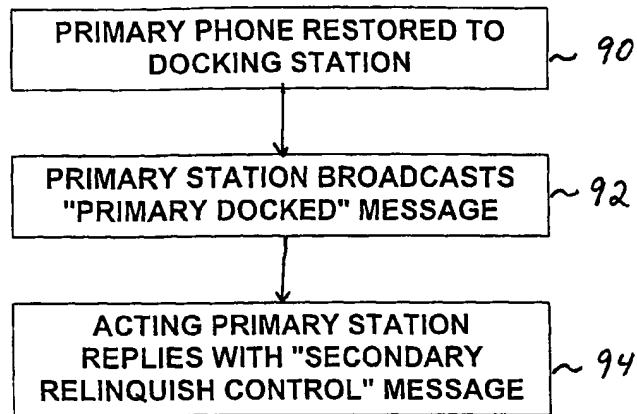 PRIMARY PHONE RESTORED TO
DOCKING STATION
~ 90
PRIMARY STATION BROADCASTS
"PRIMARY DOCKED" MESSAGE
~ 92
ACTING PRIMARY STATION
REPLIES WITH "SECONDARY
RELINQUISH CONTROL" MESSAGE
~ 94